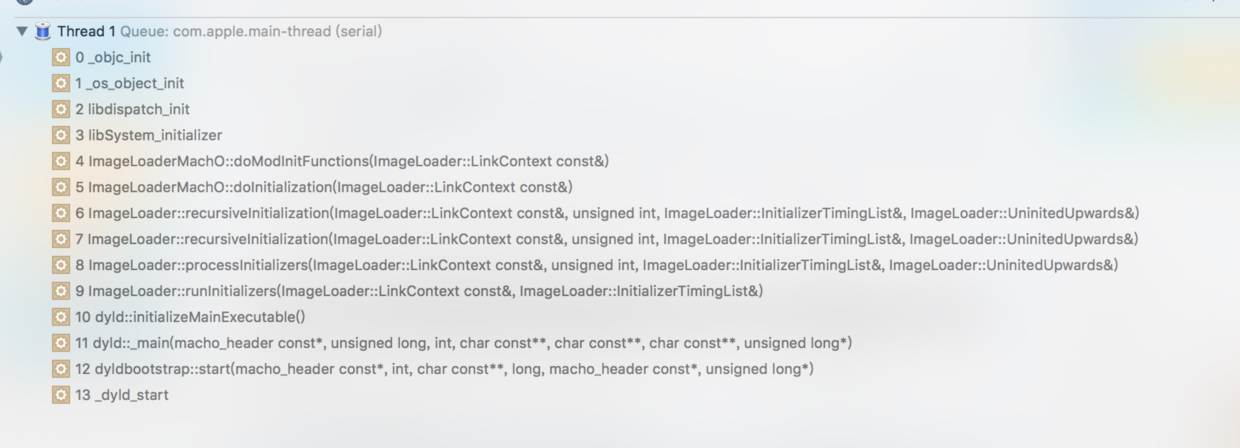 Thread 1 Queue: com.apple.main-thread (serial)
0 _objc_init
1 _os_object_init
2 libdispatch_init
3 libSystem_initializer
4 ImageLoaderMachO::doModInitFunctions(ImageLoader::LinkContext const&)
5 ImageLoaderMachO::doInitialization(ImageLoader::LinkContext const&)
6 ImageLoader::recursiveInitialization(ImageLoader::LinkContext const&, unsigned int, ImageLoader::InitializerTimingList&, ImageLoader::UninitedUpwards&)
7 ImageLoader::recursiveInitialization(ImageLoader::LinkContext const&, unsigned int, ImageLoader::InitializerTimingList&, ImageLoader::UninitedUpwards&)
8 ImageLoader::processInitializers(ImageLoader::LinkContext const&, unsigned int, ImageLoader::InitializerTimingList&, ImageLoader::UninitedUpwards&)
9 ImageLoader::runInitializers(ImageLoader::LinkContext const&, ImageLoader::InitializerTimingList&)
10 dyld::initializeMainExecutable()
11 dyld::_main(macho_header const*, unsigned long, int, char const**, char const**, char const**, unsigned long*)
12 dyldbootstrap::start(macho_header const*, int, char const**, long, macho_header const*, unsigned long*)
13 _dyld_start